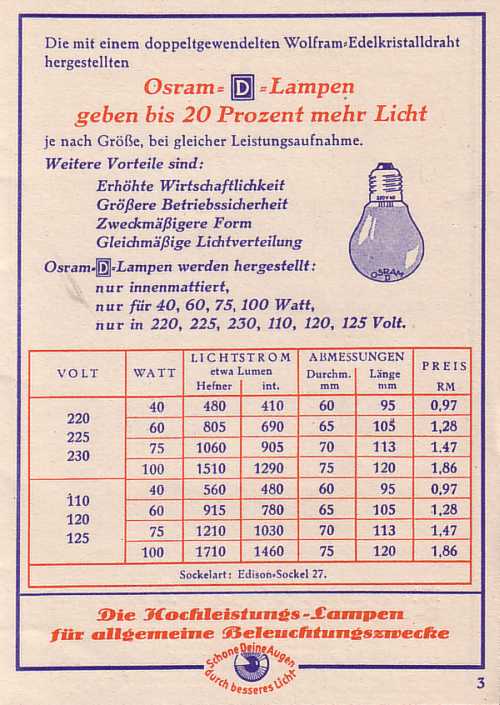 Die mit einem doppeltgewendelten Wolfram-Edelkristalldraht
hergestellten
Osram-D-Lampen
geben bis 20 Prozent mehr Licht
je nach Größe, bei gleicher Leistungsaufnahme.
Weitere Vorteile sind:
Erhöhte Wirtschaftlichkeit
Größere Betriebssicherheit
Zweckmäßigere Form
Gleichmäßige Lichtverteilung
OSRAM
D
Osram-D-Lampen werden hergestellt:
nur innenmattiert,
nur für 40, 60, 75, 100 Watt,
nur in 220, 225, 230, 110, 120, 125 Volt.
VOLT WATT LICHTSTROM etwa Lumen ABMESSUNGEN PREIS
Hefner int. Durchm. mm Länge mm RM
220 225 230
40 480 410 60 95 0,97
60 805 690 65 105 1,28
75 1060 905 70 113 1,47
100 1510 1290 75 120 1,86
110 120 125
40 560 480 60 95 0,97
60 915 780 65 105 1,28
75 1210 1030 70 113 1,47
100 1710 1460 75 120 1,86
Sockelart: Edison-Sockel 27.
Die Hochleistungs-Lampen
für allgemeine Beleuchtungszwecke
Schone Deine Augen
durch besseres Licht
3